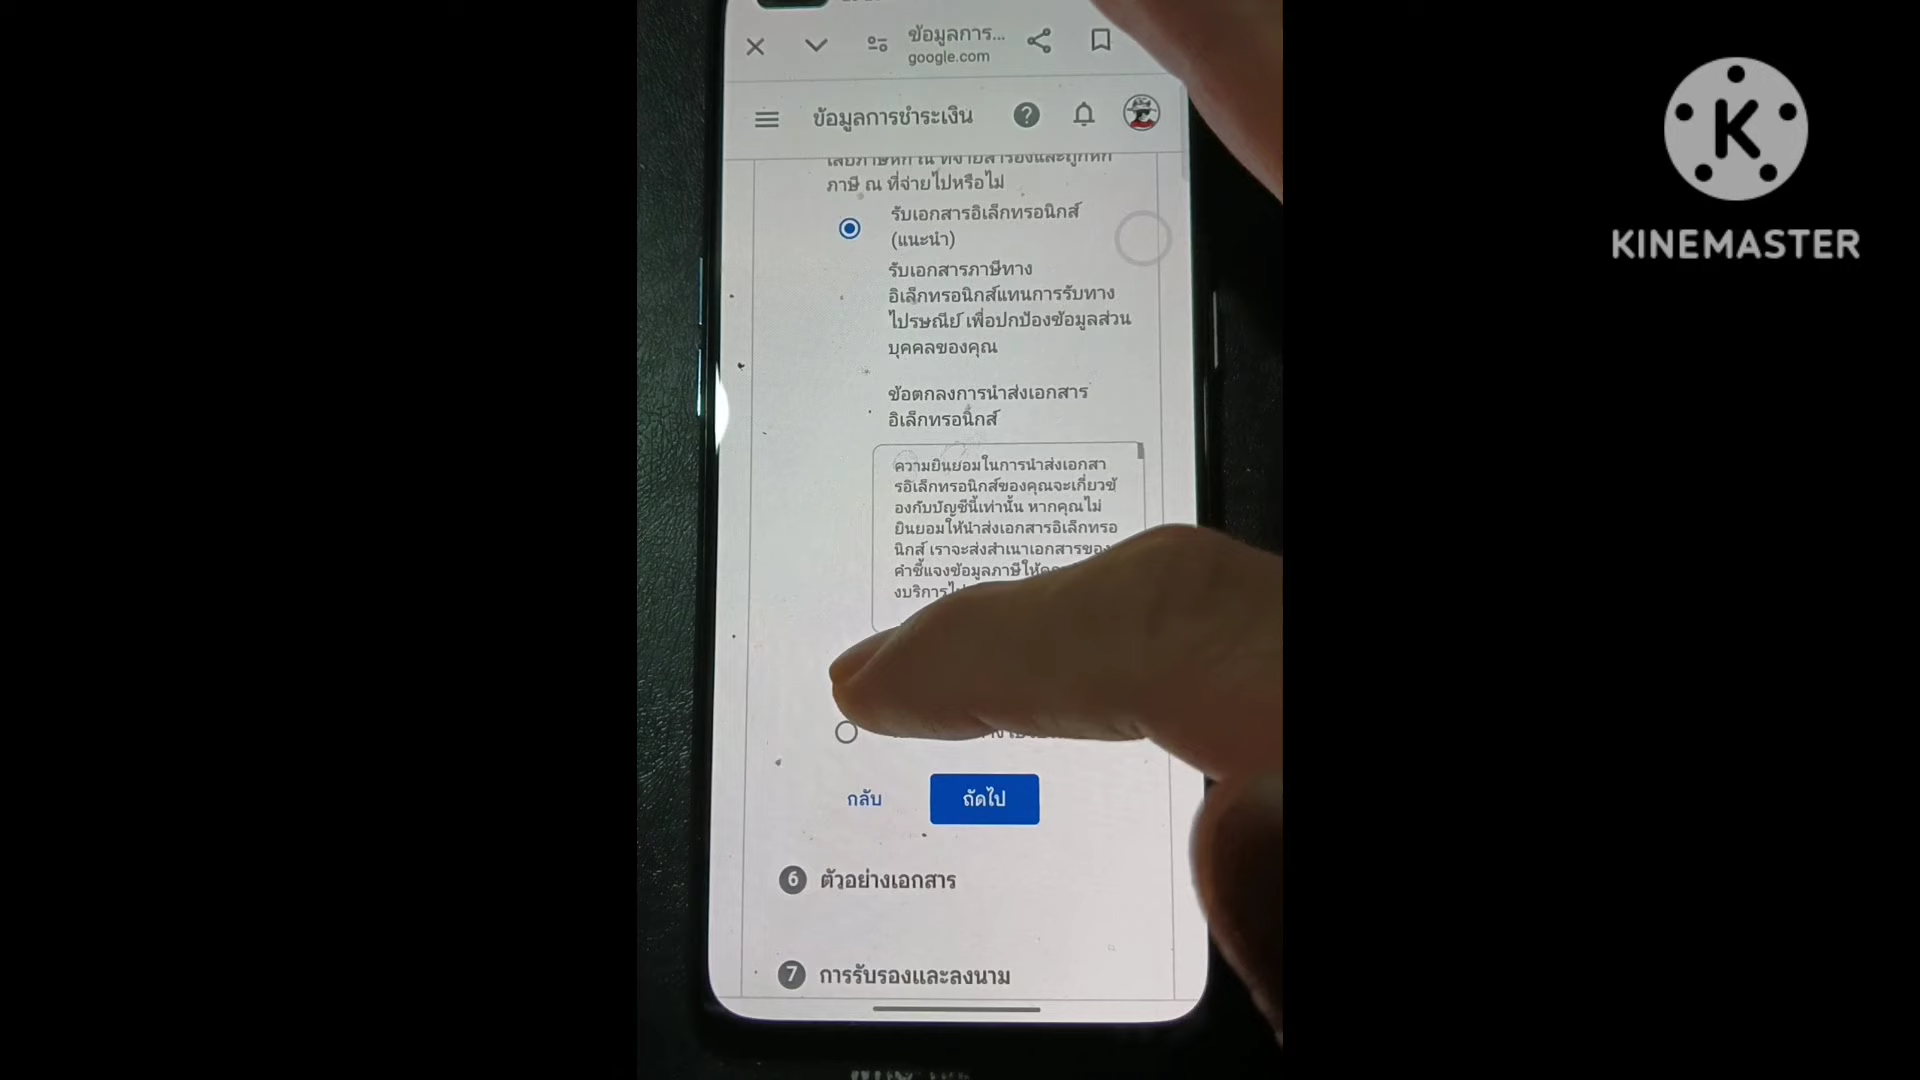 ข้อมูลการ...
google.com
KINEMASTER
ข้อมูลการชำระเงิน
ภาษี ณ ที่จ่ายไปหรือไม่
รับเอกสารอิเล็กทรอนิกส์
(แนะนำ)
รับเอกสารภาษีทาง
อิเล็กทรอนิกส์แทนการรับทาง
ไปรษณีย์ เพื่อปกป้องข้อมูลส่วน
บุคคลของคุณ
ข้อตกลงการนำส่งเอกสาร
อิเล็กทรอนิกส์
ความยินยอมในการนำส่งเอกสา
รอิเล็กทรอนิกส์ของคุณจะเกี่ยวข้
องกับบัญชีนี้เท่านั้น หากคุณไม่
ยินยอมให้นำส่งเอกสารอิเล็กทรอ
นิกส์ เราจะส่งสำเนาเอกสารของ
คำชี้แจงข้อมูลภาษีให้
งบริการ
กลับ
ถัดไป
6 ตัวอย่างเอกสาร
7 การรับรองและลงนาม